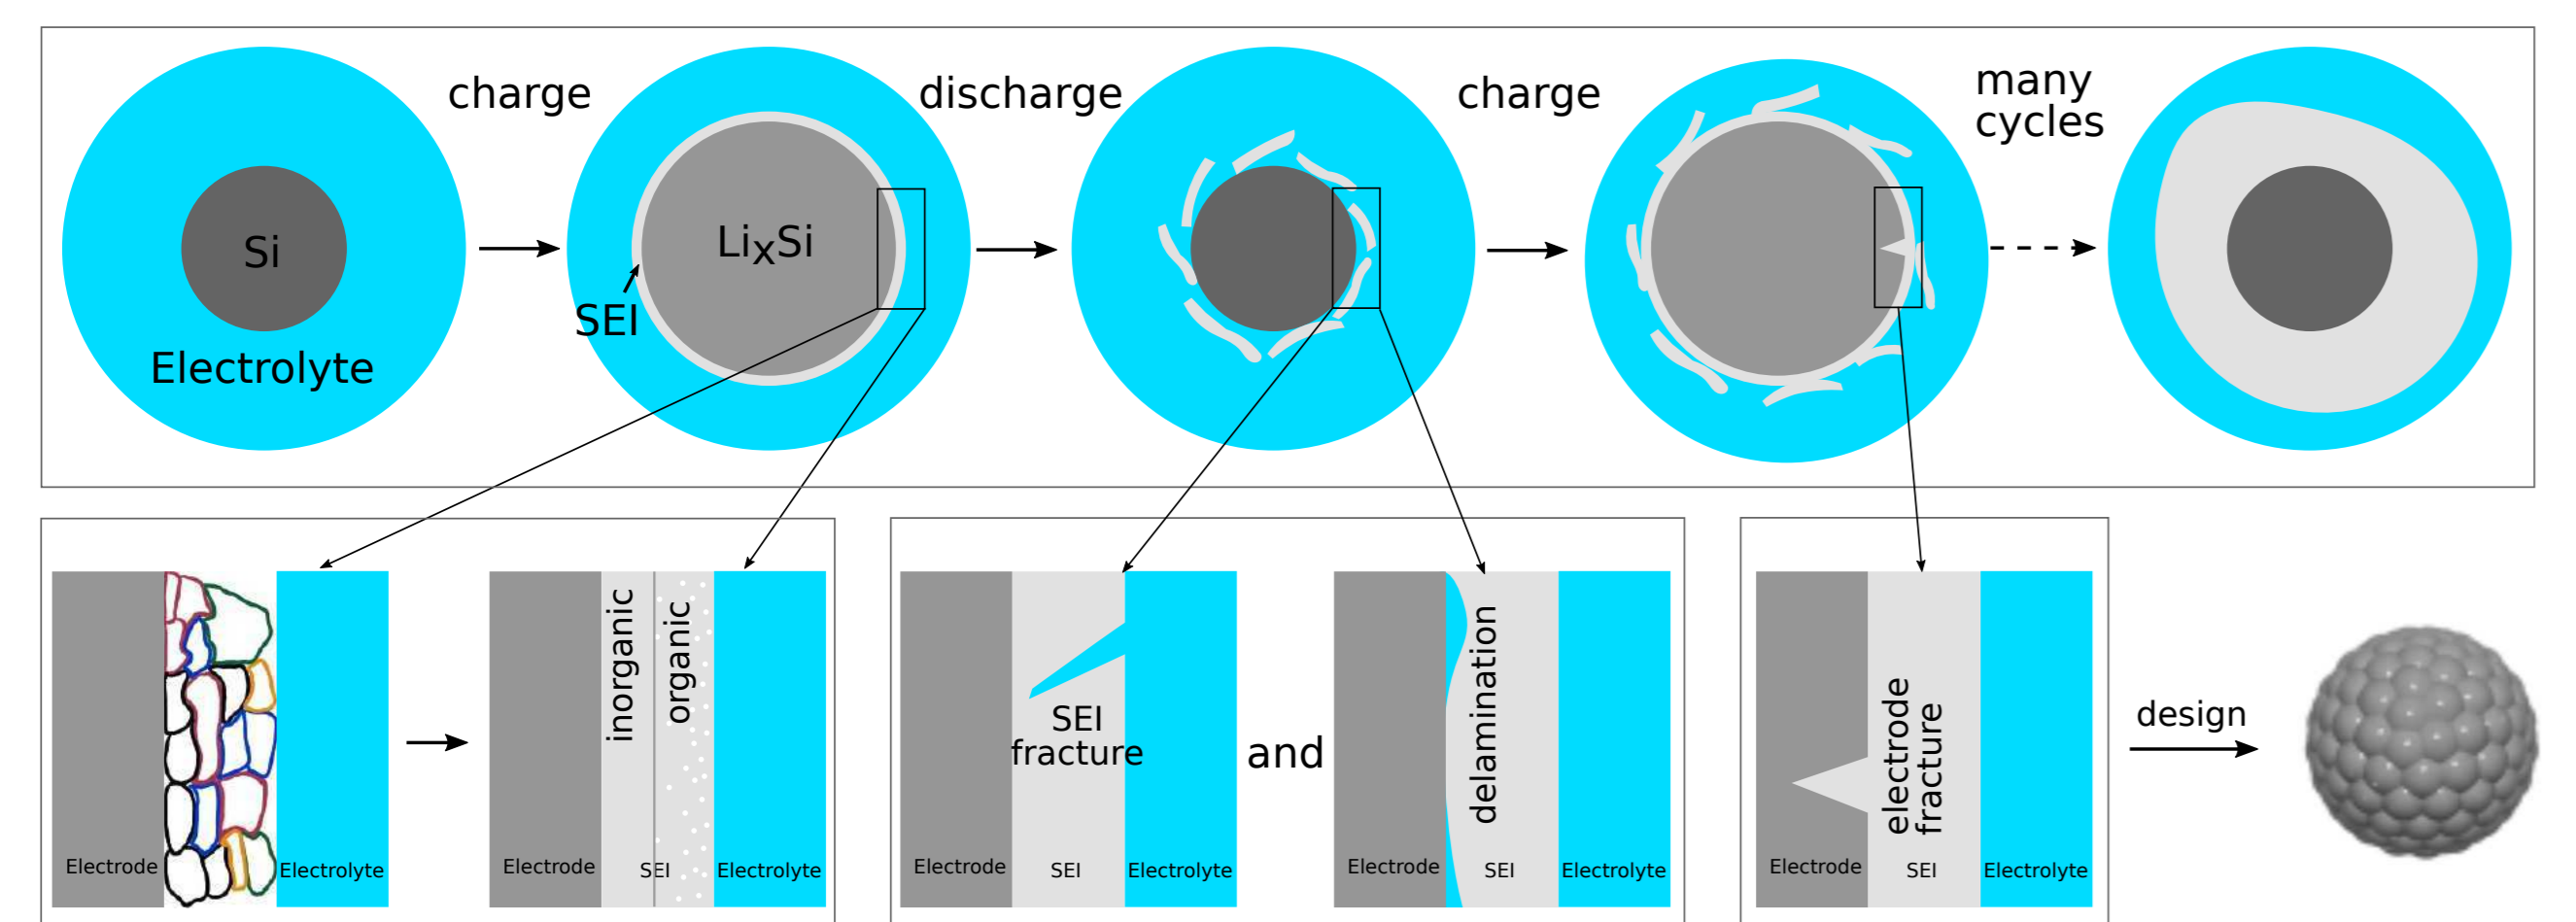 charge
discharge
charge
many
cycles
Si
LixSi
SEI
Electrolyte
inorganic
organic
SEI
fracture
and
delamination
electrode
fracture
design
Electrode
Electrolyte
Electrode
SEI
Electrolyte
Electrode
SEI
Electrolyte
Electrode
SEI
Electrolyte
Electrode
SEI
Electrolyte